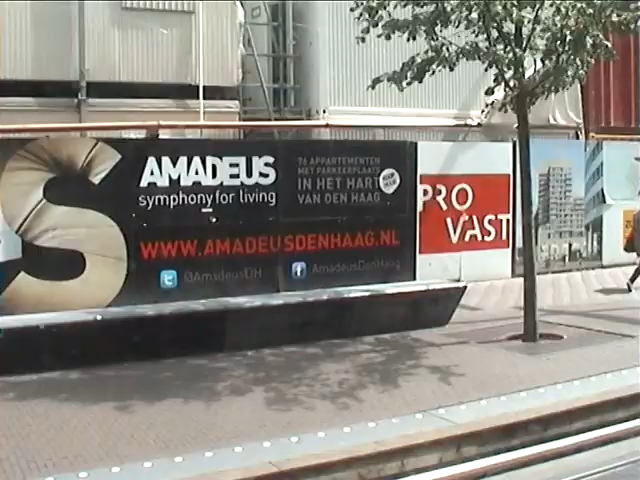 S
AMADEUS
symphony for living
76 APPARTEMENTEN
MET PARKEERPLAATS
IN HET HART
VAN DEN HAAG
WWW.AMADEUSDENHAAG.NL
@AmadeusDH
AmadeusDenHaag
PRO
VAST